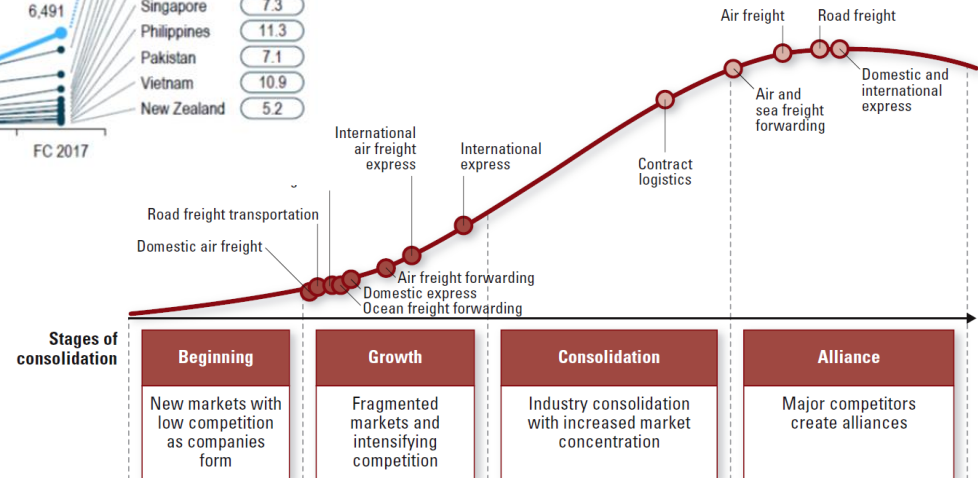 6,491
Singapore 7.3
Philippines 11.3
Pakistan 7.1
Vietnam 10.9
New Zealand 5.2
FC 2017
Air freight
Road freight
Domestic and
international
express
Air and
sea freight
forwarding
International
air freight
express
International
express
Contract
logistics
Road freight transportation
Domestic air freight
Air freight forwarding
Domestic express
Ocean freight forwarding
Stages of
consolidation
Beginning
Growth
Consolidation
Alliance
New markets with
low competition
as companies
form
Fragmented
markets and
intensifying
competition
Industry consolidation
with increased market
concentration
Major competitors
create alliances